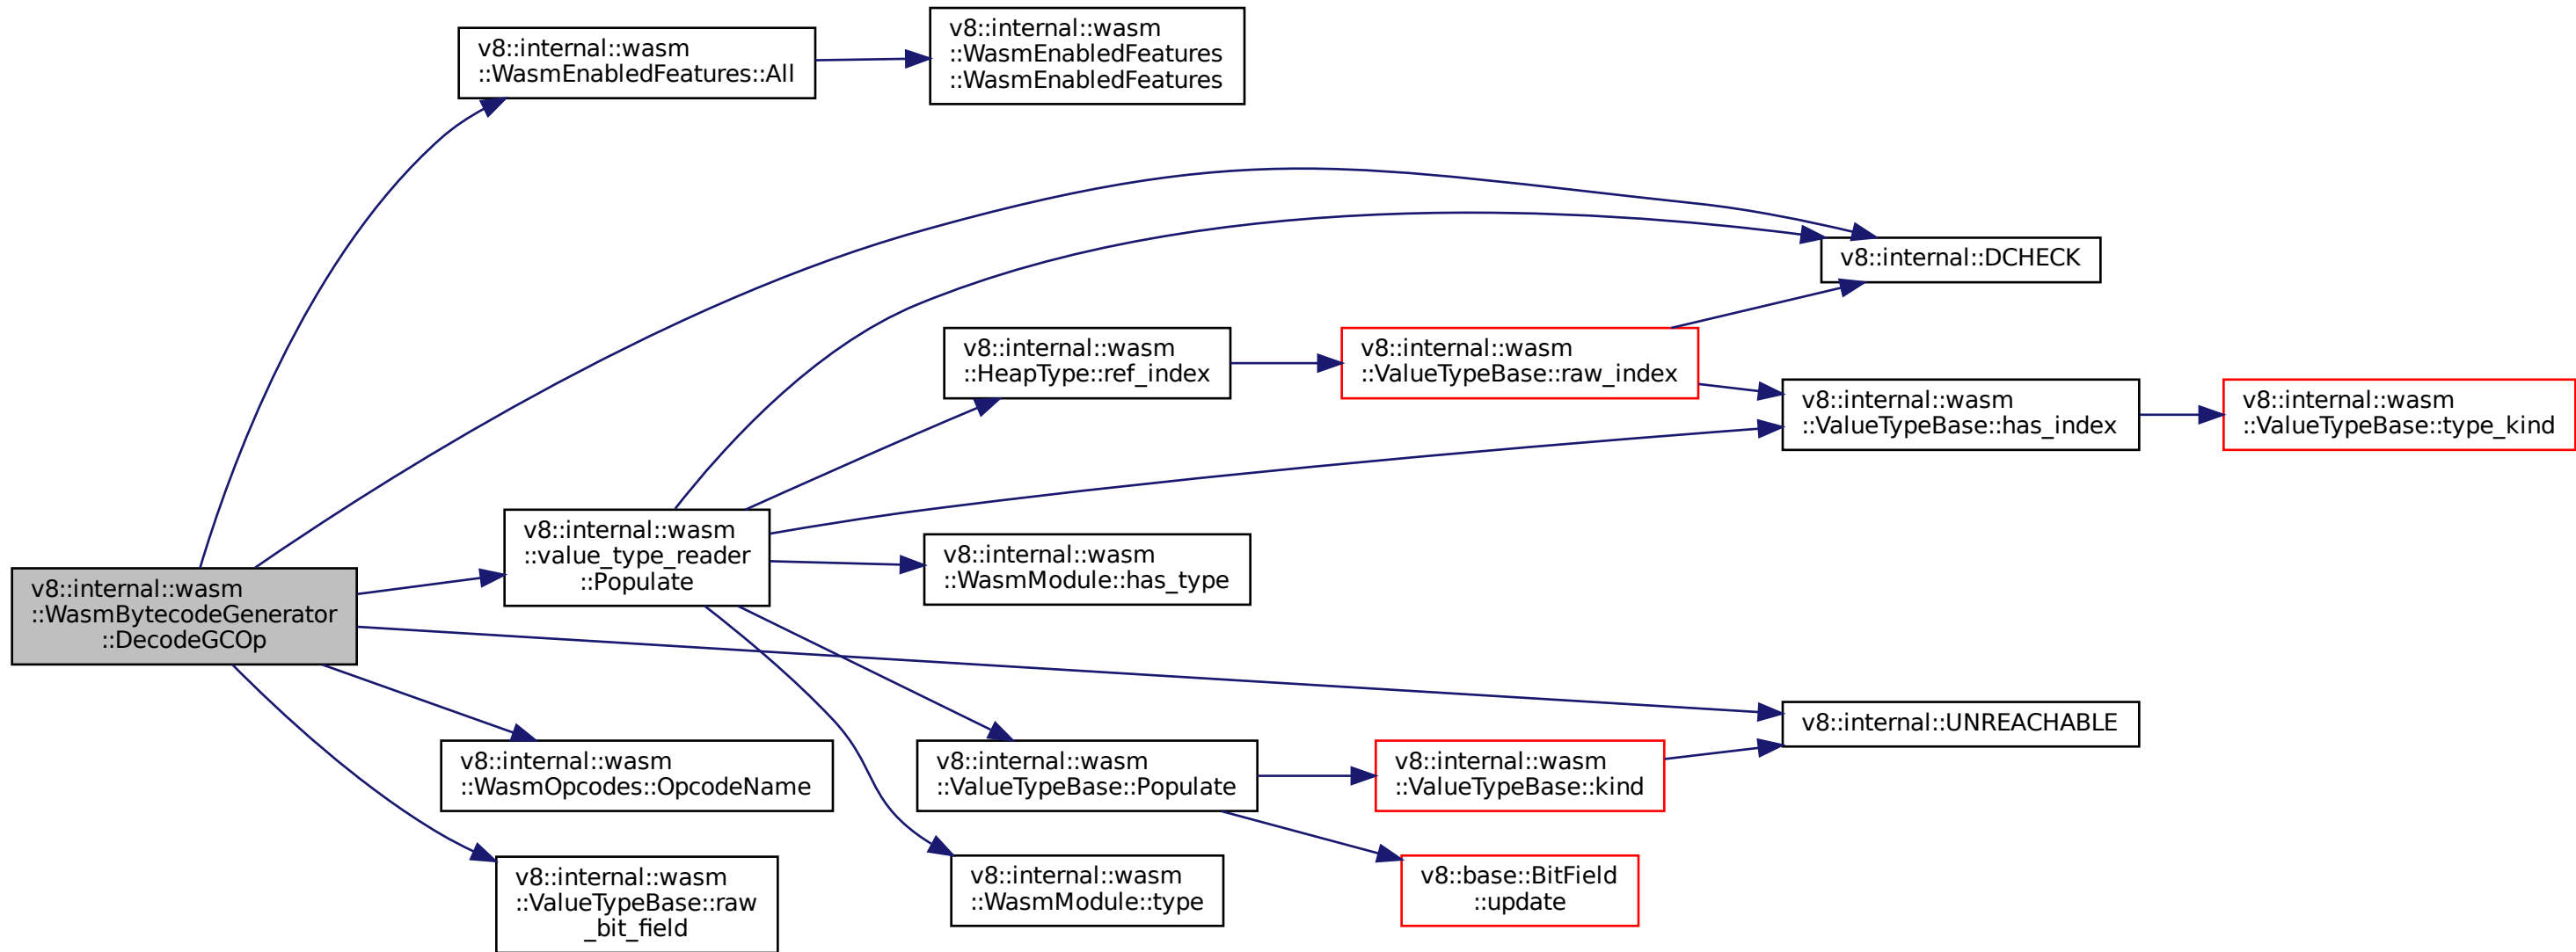 v8::internal::wasm
::WasmBytecodeGenerator
::DecodeGCOp
v8::internal::wasm
::WasmEnabledFeatures::All
v8::internal::wasm
::WasmEnabledFeatures
::WasmEnabledFeatures
v8::internal::DCHECK
v8::internal::wasm
::value_type_reader
::Populate
v8::internal::wasm
::HeapType::ref_index
v8::internal::wasm
::ValueTypeBase::raw_index
v8::internal::wasm
::ValueTypeBase::has_index
v8::internal::wasm
::ValueTypeBase::type_kind
v8::internal::wasm
::WasmModule::has_type
v8::internal::wasm
::ValueTypeBase::Populate
v8::internal::wasm
::ValueTypeBase::kind
v8::internal::UNREACHABLE
v8::base::BitField
::update
v8::internal::wasm
::WasmModule::type
v8::internal::wasm
::WasmOpcodes::OpcodeName
v8::internal::wasm
::ValueTypeBase::raw
_bit_field